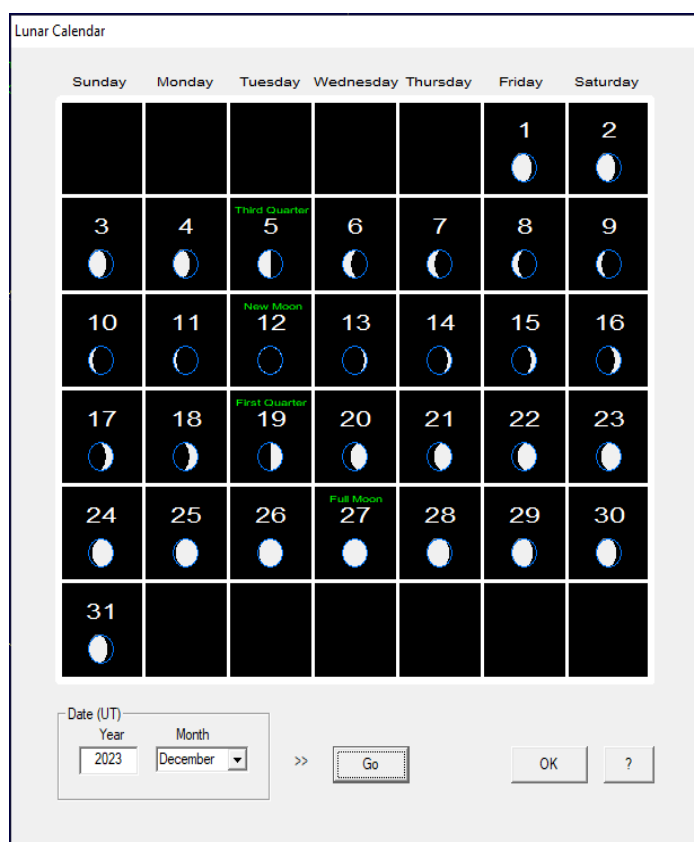 Lunar Calendar
Sunday Monday Tuesday Wednesday Thursday Friday Saturday
1 2
Third Quarter
3 4 5 6 7 8 9
New Moon
10 11 12 13 14 15 16
First Quarter
17 18 19 20 21 22 23
Full Moon
24 25 26 27 28 29 30
31
Date (UT)
Year Month
2023 December >> Go OK ?